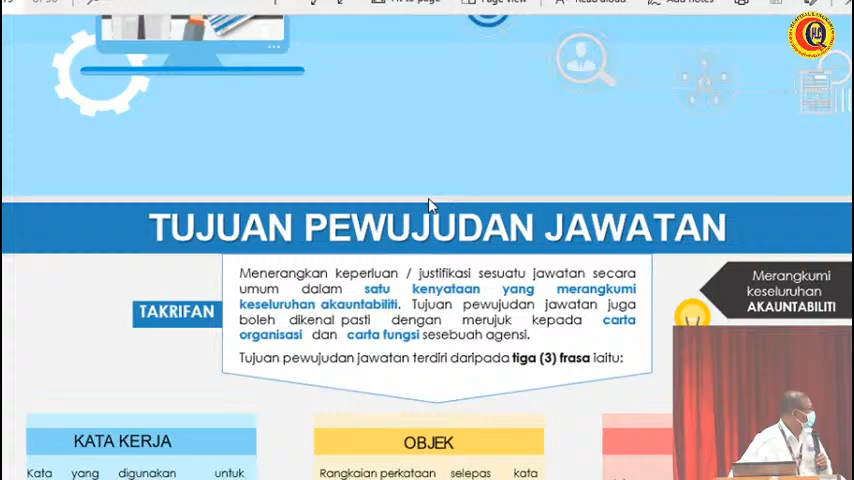 TUJUAN PEWUJUDAN JAWATAN
TAKRIFAN
Menerangkan keperluan / justifikasi sesuatu jawatan secara
umum dalam satu kenyataan yang merangkumi
keseluruhan akauntabiliti. Tujuan pewujudan jawatan juga
boleh dikenal pasti dengan merujuk kepada carta
organisasi dan carta fungsi sesebuah agensi.
Tujuan pewujudan jawatan terdiri daripada tiga (3) frasa iaitu:
Merangkumi
keseluruhan
AKAUNTABILITI
KATA KERJA
Kata yang digunakan untuk
OBJEK
Rangkaian perkataan selepas kata